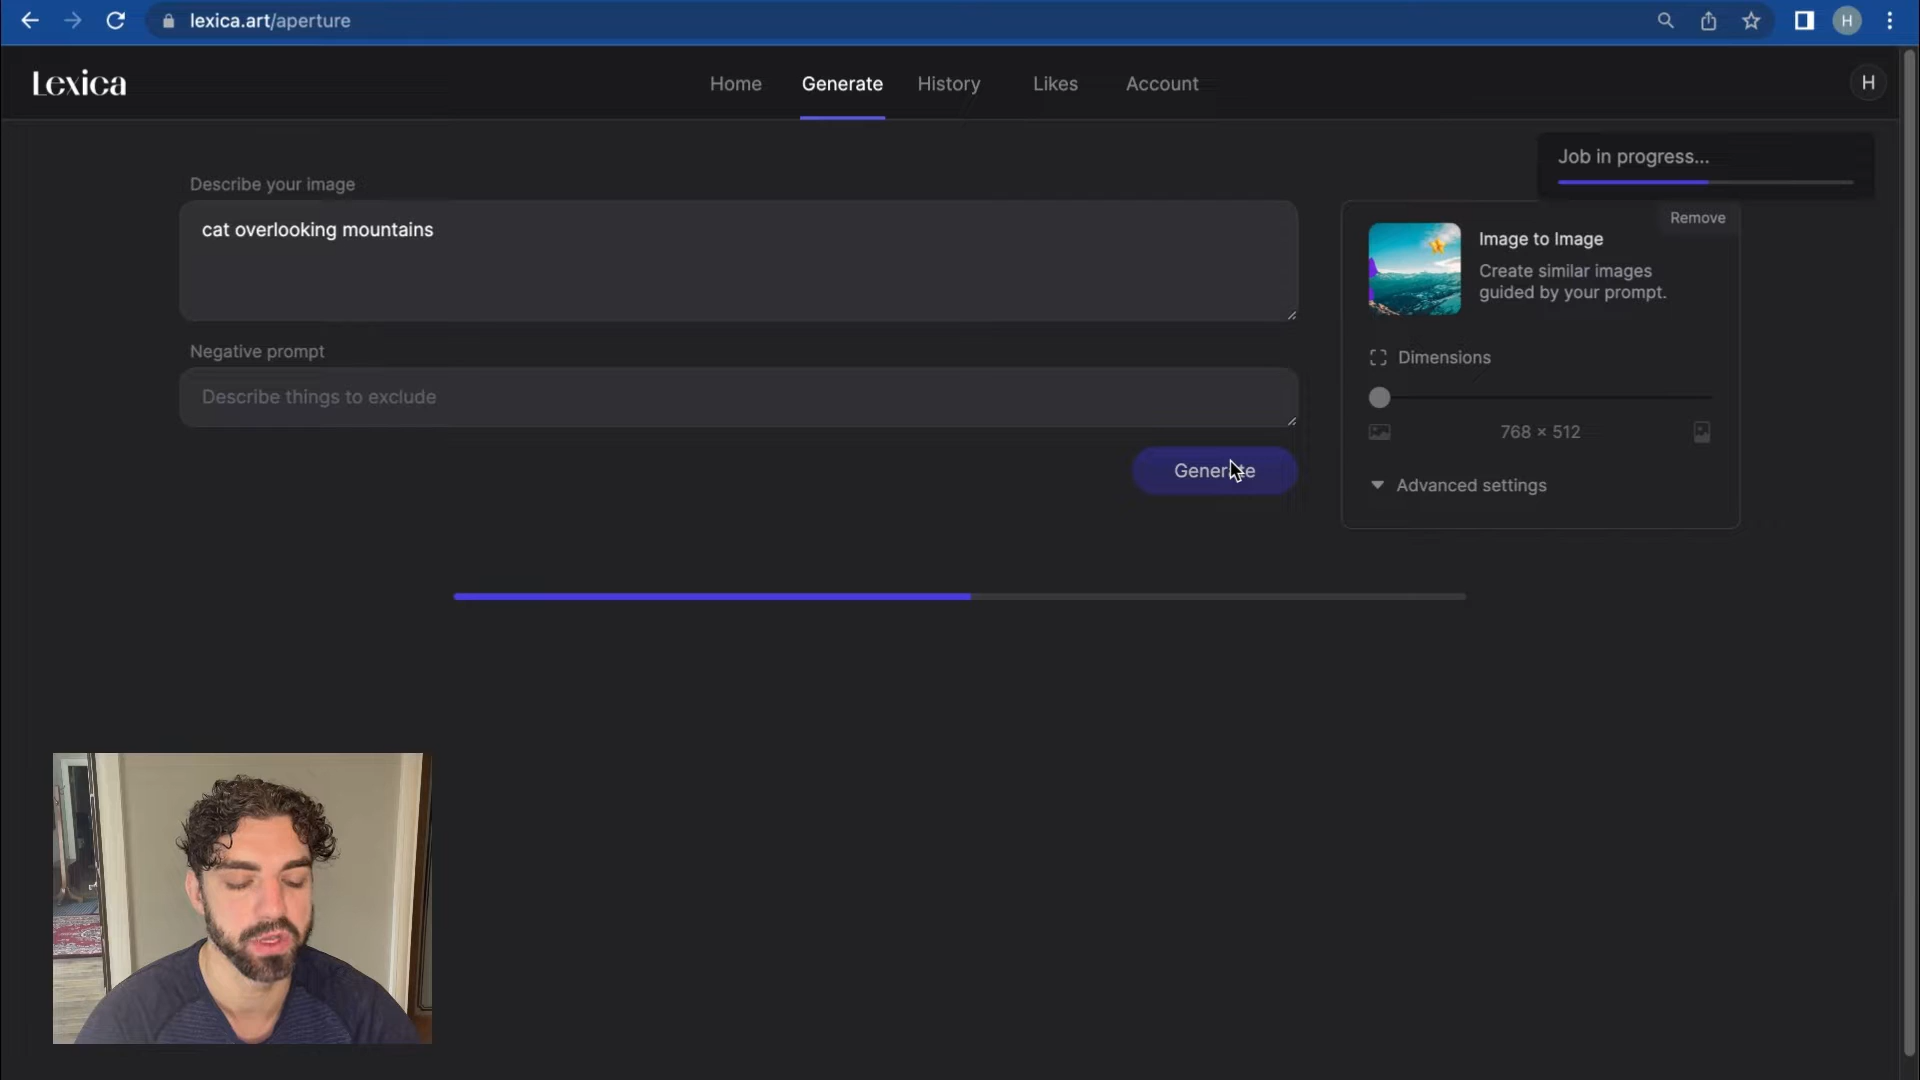 lexica.art/aperture
H
Lexica
Home
Generate
History
Likes
Account
H
Job in progress...
Describe your image
cat overlooking mountains
Remove
Image to Image
Create similar images
guided by your prompt.
Negative prompt
Describe things to exclude
Dimensions
768 × 512
Generate
Advanced settings